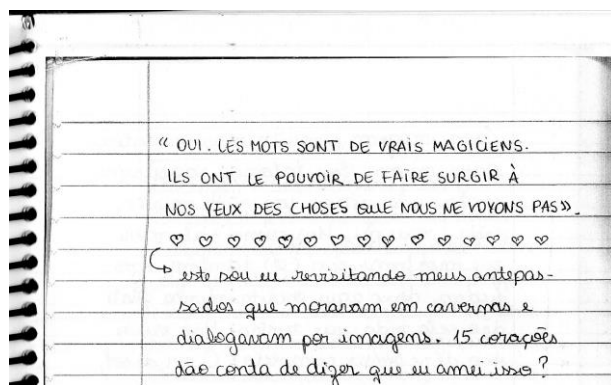 « OUI. LES MOTS SONT DE VRAIS MAGICIENS.
ILS ONT LE POUVOIR DE FAIRE SURGIR À
NOS YEUX DES CHOSES QUE NOUS NE VOYONS PAS».
♡ ♡ ♡ ♡ ♡ ♡ ♡ ♡ ♡ ♡ ♡ ♡ ♡ ♡ ♡
↳ este sou eu revisitando meus antepas-
sados que moravam em cavernas e
dialogavam por imagens. 15 corações
dão conta de dizer que eu amei isso?